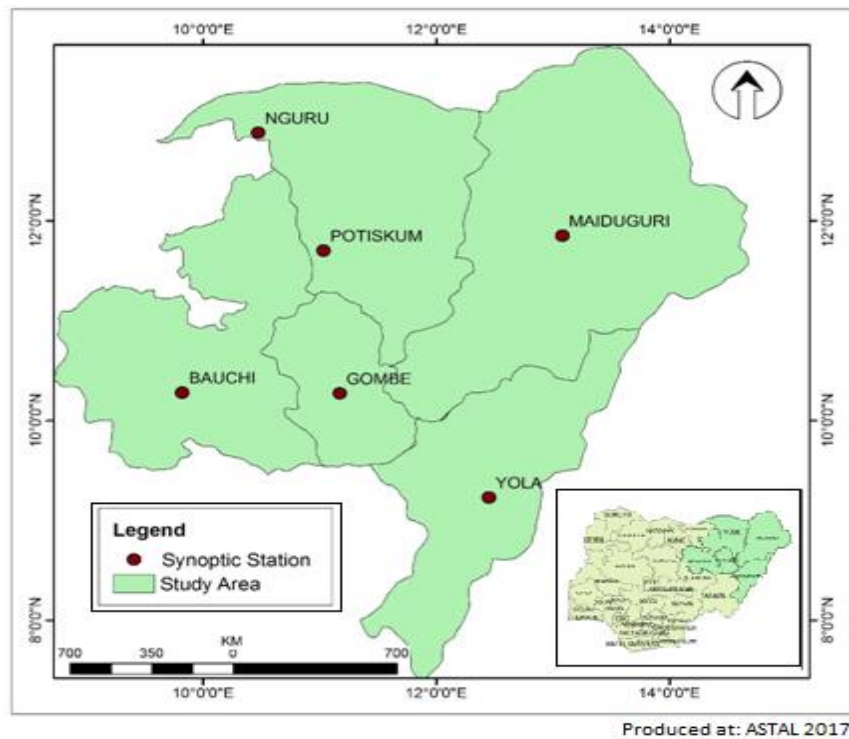 10°0'0"E 12°0'0"E 14°0'0"E
NGURU
12°0'0"N
POTISKUM
MAIDUGURI
12°0'0"N
BAUCHI
GOMBE
10°0'0"N
10°0'0"N
YOLA
Legend
Synoptic Station
Study Area
8°0'0"N
8°0'0"N
KM
700 350 0 700
10°0'0"E 12°0'0"E 14°0'0"E
Produced at: ASTAL 2017